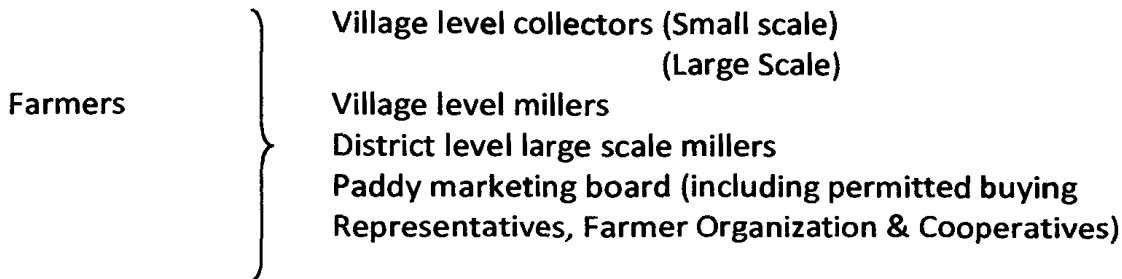 Village level collectors (Small scale)
(Large Scale)
Farmers
Village level millers
District level large scale millers
Paddy marketing board (including permitted buying
Representatives, Farmer Organization & Cooperatives)